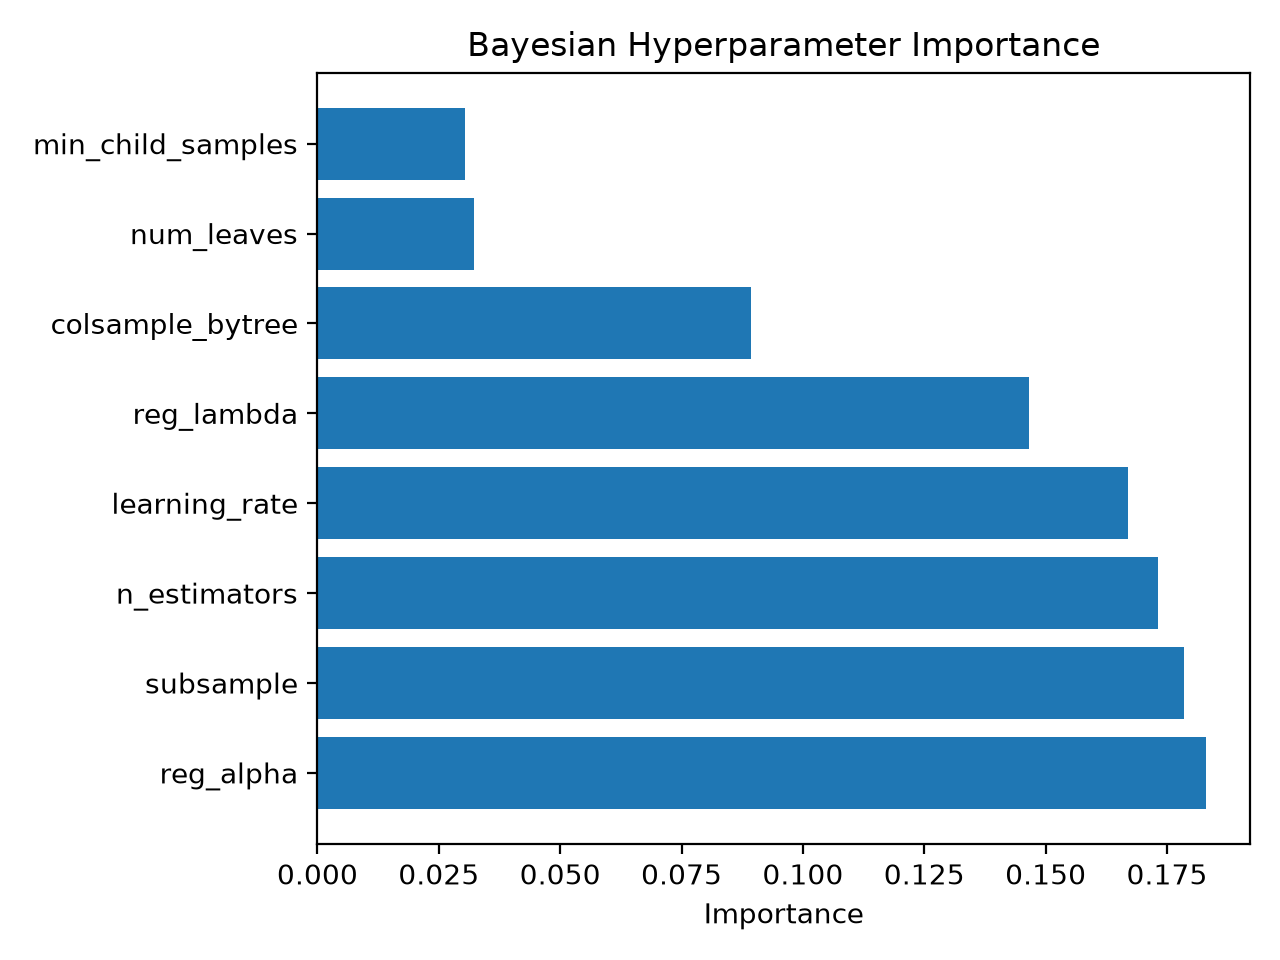 Bayesian Hyperparameter Importance
min_child_samples
num_leaves
colsample_bytree
reg_lambda
learning_rate
n_estimators
subsample
reg_alpha
0.000 0.025 0.050 0.075 0.100 0.125 0.150 0.175
Importance